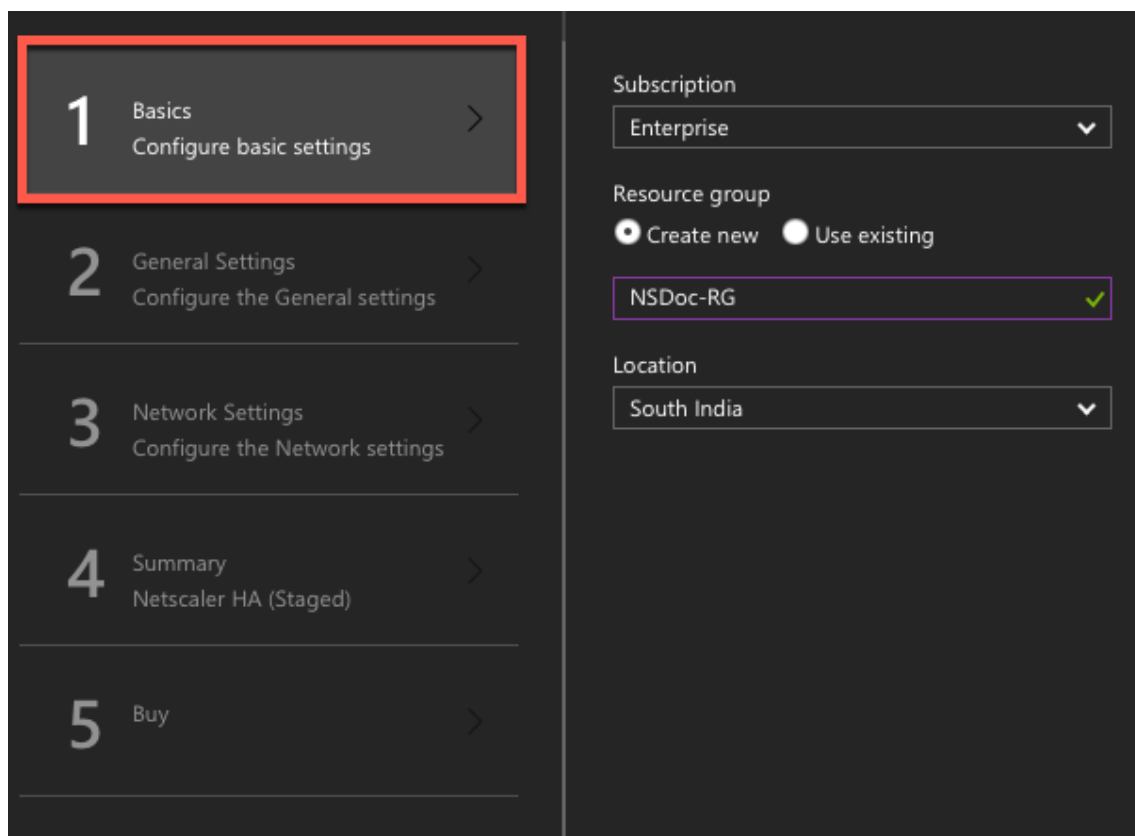 1
Basics
Configure basic settings
2
General Settings
Configure the General settings
3
Network Settings
Configure the Network settings
4
Summary
Netscaler HA (Staged)
5
Buy
Subscription
Enterprise
Resource group
Create new Use existing
NSDoc-RG
Location
South India